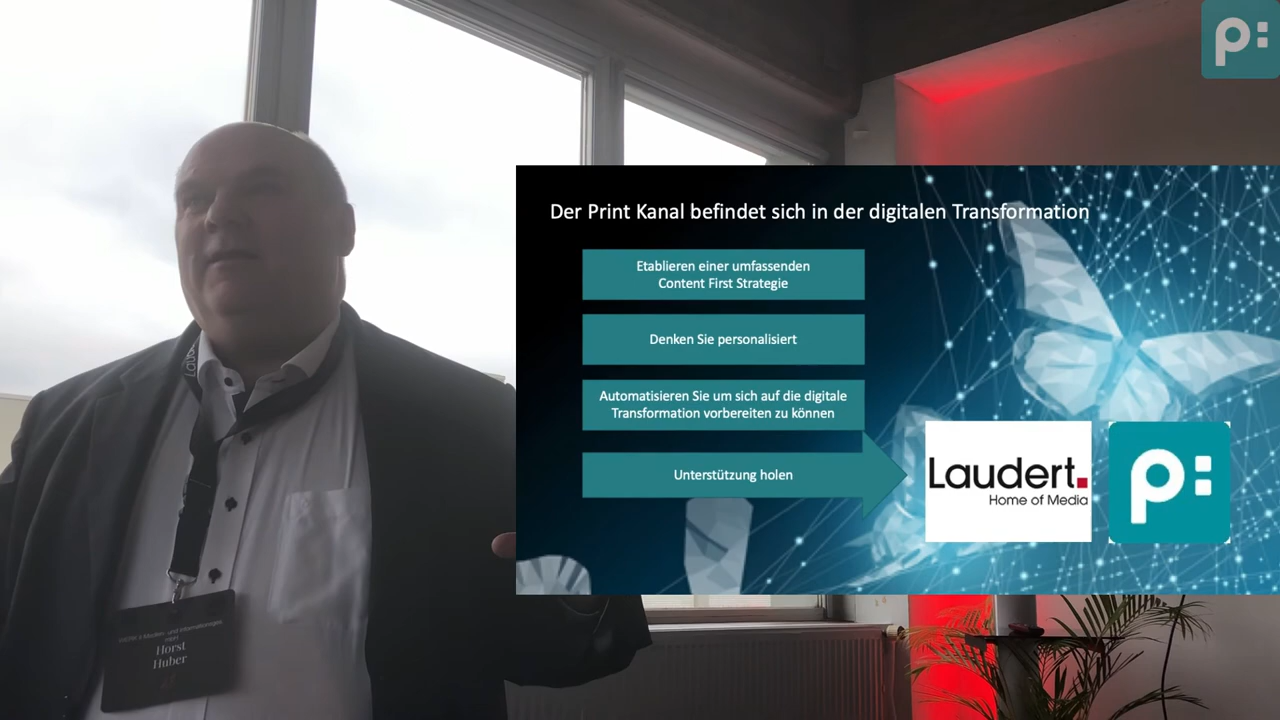 p:
Der Print Kanal befindet sich in der digitalen Transformation
Etablieren einer umfassenden
Content First Strategie
Denken Sie personalisiert
Automatisieren Sie um sich auf die digitale
Transformation vorbereiten zu können
Unterstützung holen
Laudert.
Home of Media
p:
Laud
Horst
Huber